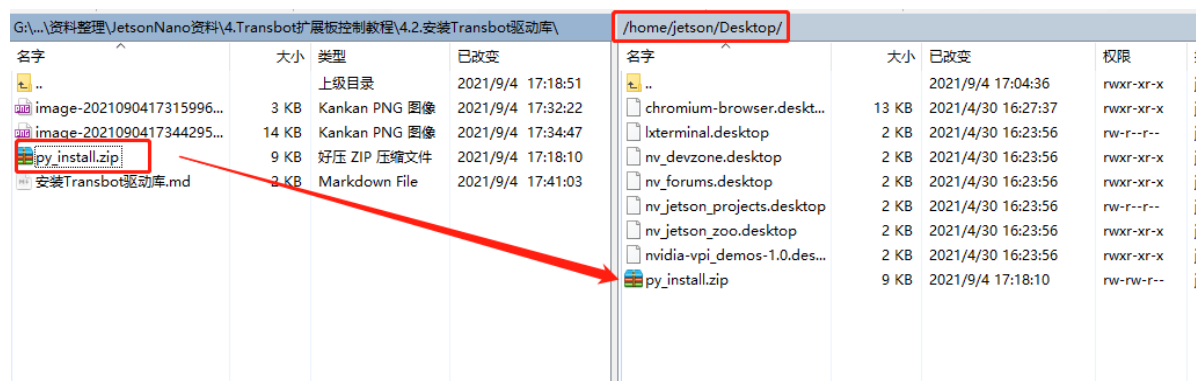 G:\...\资料整理\JetsonNano资料\4.Transbot扩展板控制教程\4.2.安装Transbot驱动库\
名字 大小 类型 已改变
.. 上级目录 2021/9/4 17:18:51
image-2021090417315996... 3 KB Kankan PNG 图像 2021/9/4 17:32:22
image-2021090417344295... 14 KB Kankan PNG 图像 2021/9/4 17:34:47
py_install.zip 9 KB 好压 ZIP 压缩文件 2021/9/4 17:18:10
安装Transbot驱动库.md 2 KB Markdown File 2021/9/4 17:41:03
/home/jetson/Desktop/
名字 大小 已改变 权限
.. 2021/9/4 17:04:36 rwxr-xr-x
chromium-browser.deskt... 13 KB 2021/4/30 16:27:37 rwxr-xr-x
lxterminal.desktop 2 KB 2021/4/30 16:23:56 rw-r--r--
nv_devzone.desktop 2 KB 2021/4/30 16:23:56 rwxr-xr-x
nv_forums.desktop 2 KB 2021/4/30 16:23:56 rwxr-xr-x
nv_jetson_projects.desktop 2 KB 2021/4/30 16:23:56 rw-r--r--
nv_jetson_zoo.desktop 2 KB 2021/4/30 16:23:56 rwxr-xr-x
nvidia-vpi_demos-1.0.des... 2 KB 2021/4/30 16:23:56 rwxr-xr-x
py_install.zip 9 KB 2021/9/4 17:18:10 rw-rw-r--